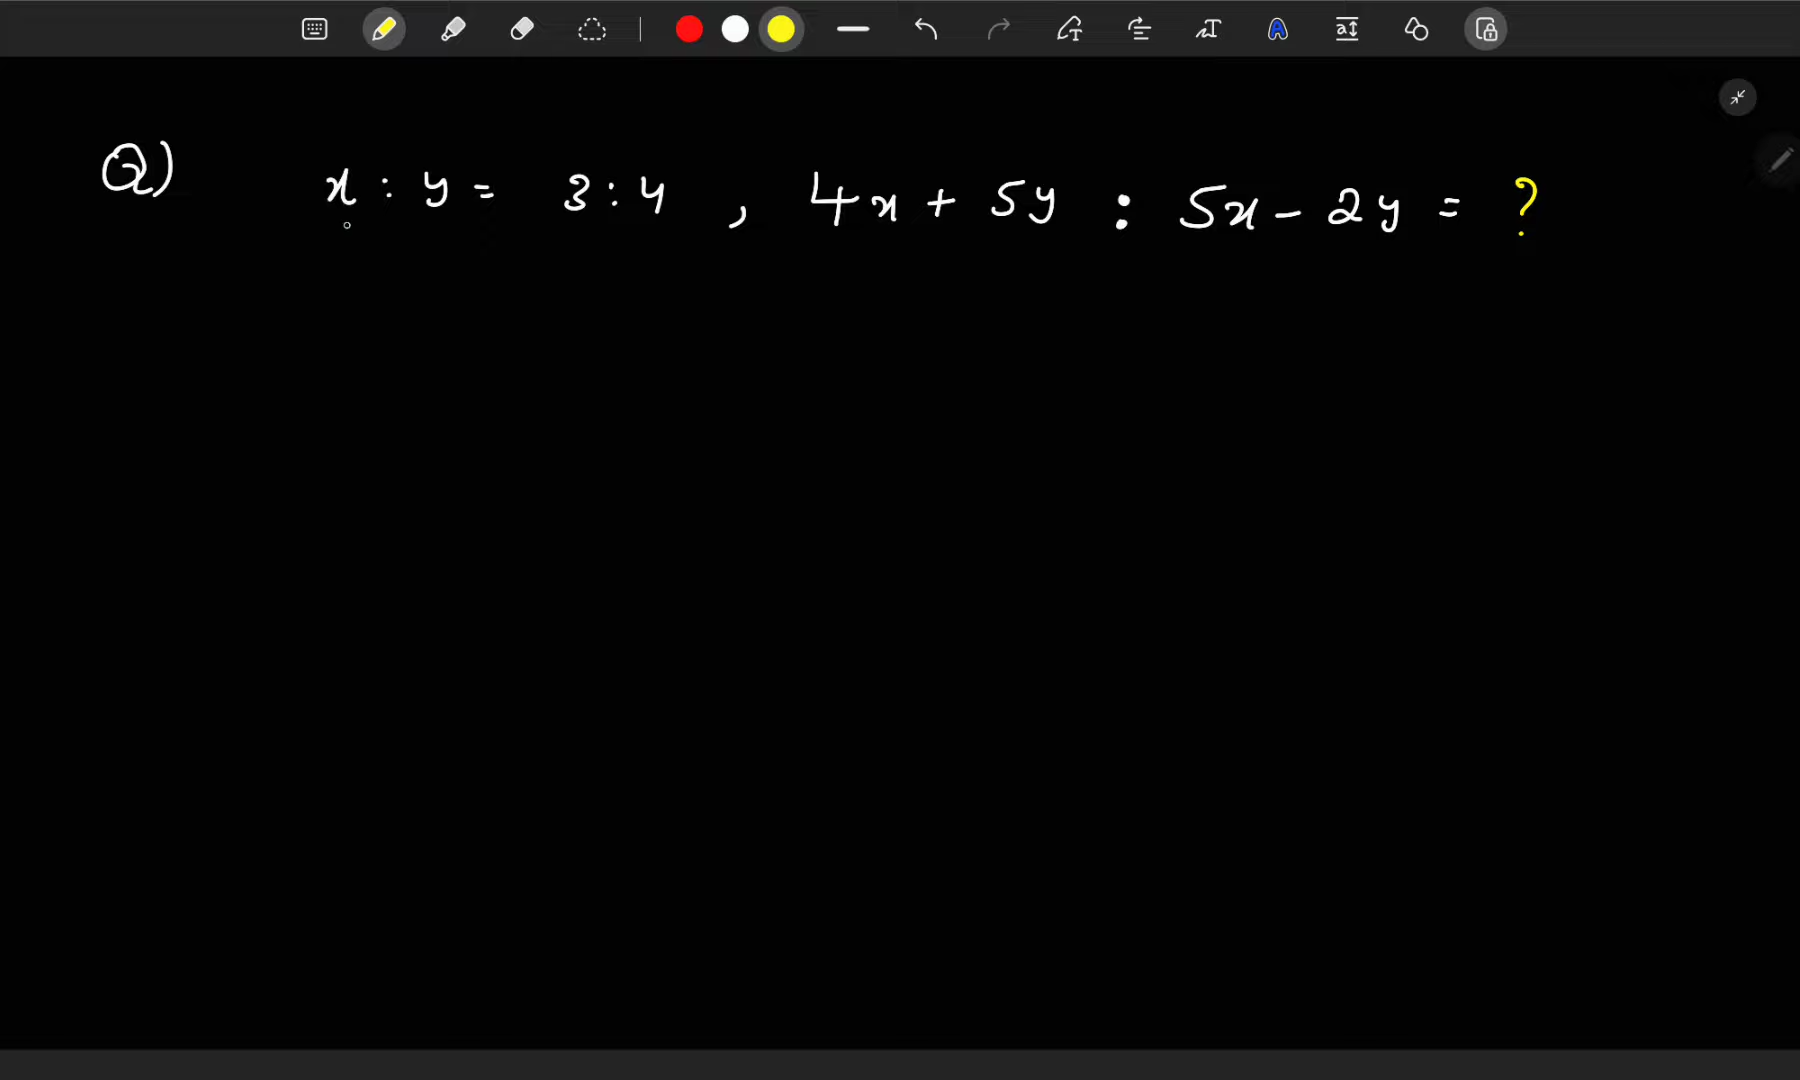 Q) x : y = 3 : 4 , 4x + 5y : 5x - 2y = ?